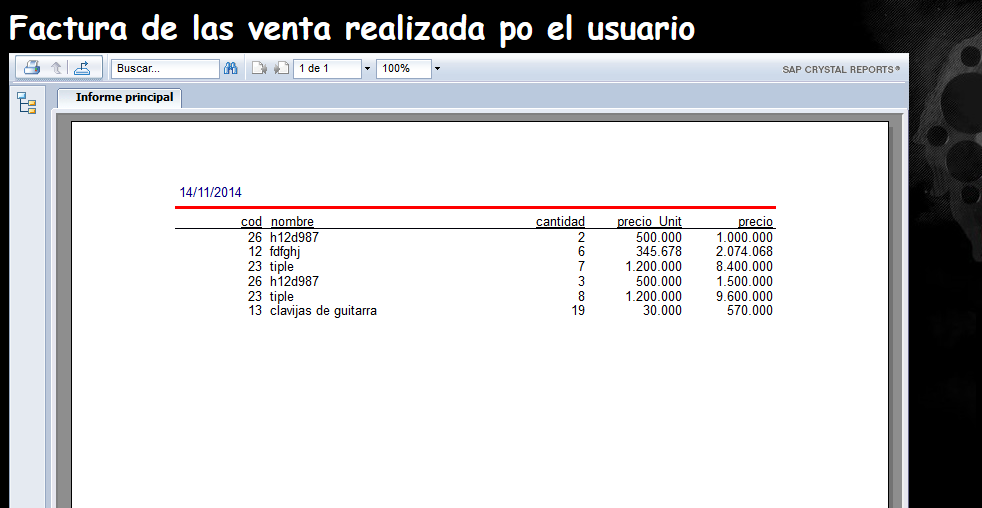 Factura de las venta realizada po el usuario
Buscar... 1 de 1 100% SAP CRYSTAL REPORTS®
Informe principal
14/11/2014
cod nombre cantidad precio_Unit precio
26 h12d987 2 500.000 1.000.000
12 fdfghj 6 345.678 2.074.068
23 tiple 7 1.200.000 8.400.000
26 h12d987 3 500.000 1.500.000
23 tiple 8 1.200.000 9.600.000
13 clavijas de guitarra 19 30.000 570.000